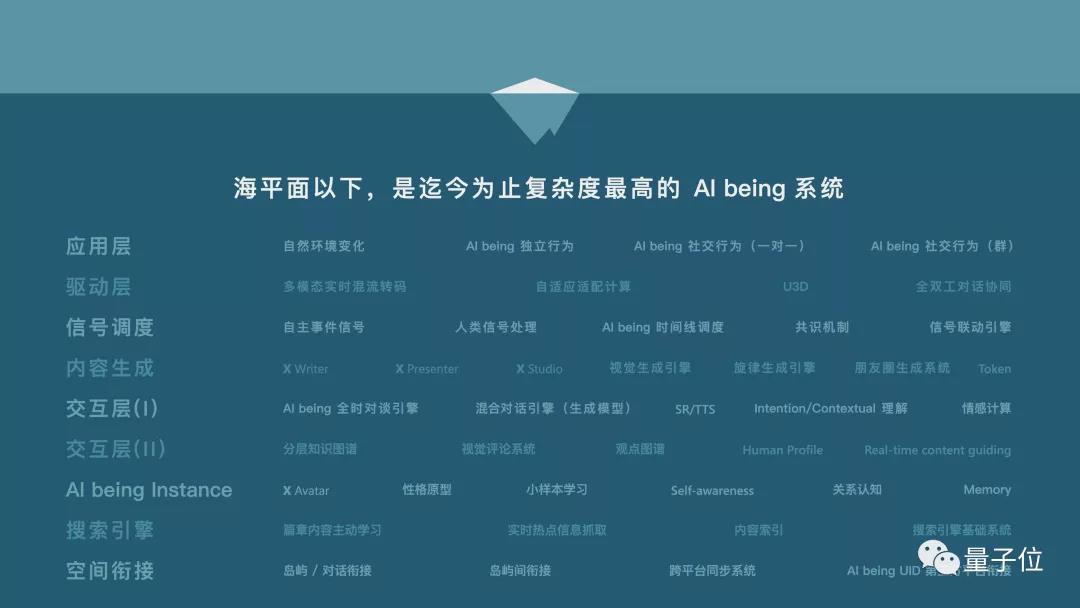 海平面以下，是迄今为止复杂度最高的 AI being 系统
应用层 自然环境变化 AI being 独立行为 AI being 社交行为（一对一） AI being 社交行为（群）
驱动层 多模态实时混流转码 自适应适配计算 U3D 全双工对话协同
信号调度 自主事件信号 人类信号处理 AI being 时间线调度 共识机制 信号联动引擎
内容生成 X Writer X Presenter X Studio 视觉生成引擎 旋律生成引擎 朋友圈生成系统 Token
交互层(I) AI being 全时对谈引擎 混合对话引擎（生成模型） SR/TTS Intention/Contextual 理解 情感计算
交互层(II) 分层知识图谱 视觉评论系统 观点图谱 Human Profile Real-time content guiding
AI being Instance X Avatar 性格原型 小样本学习 Self-awareness 关系认知 Memory
搜索引擎 篇章内容主动学习 实时热点信息抓取 内容索引 搜索引擎基础系统
空间衔接 岛屿 / 对话衔接 岛屿间衔接 跨平台同步系统 AI being UID 平台衔接
量子位